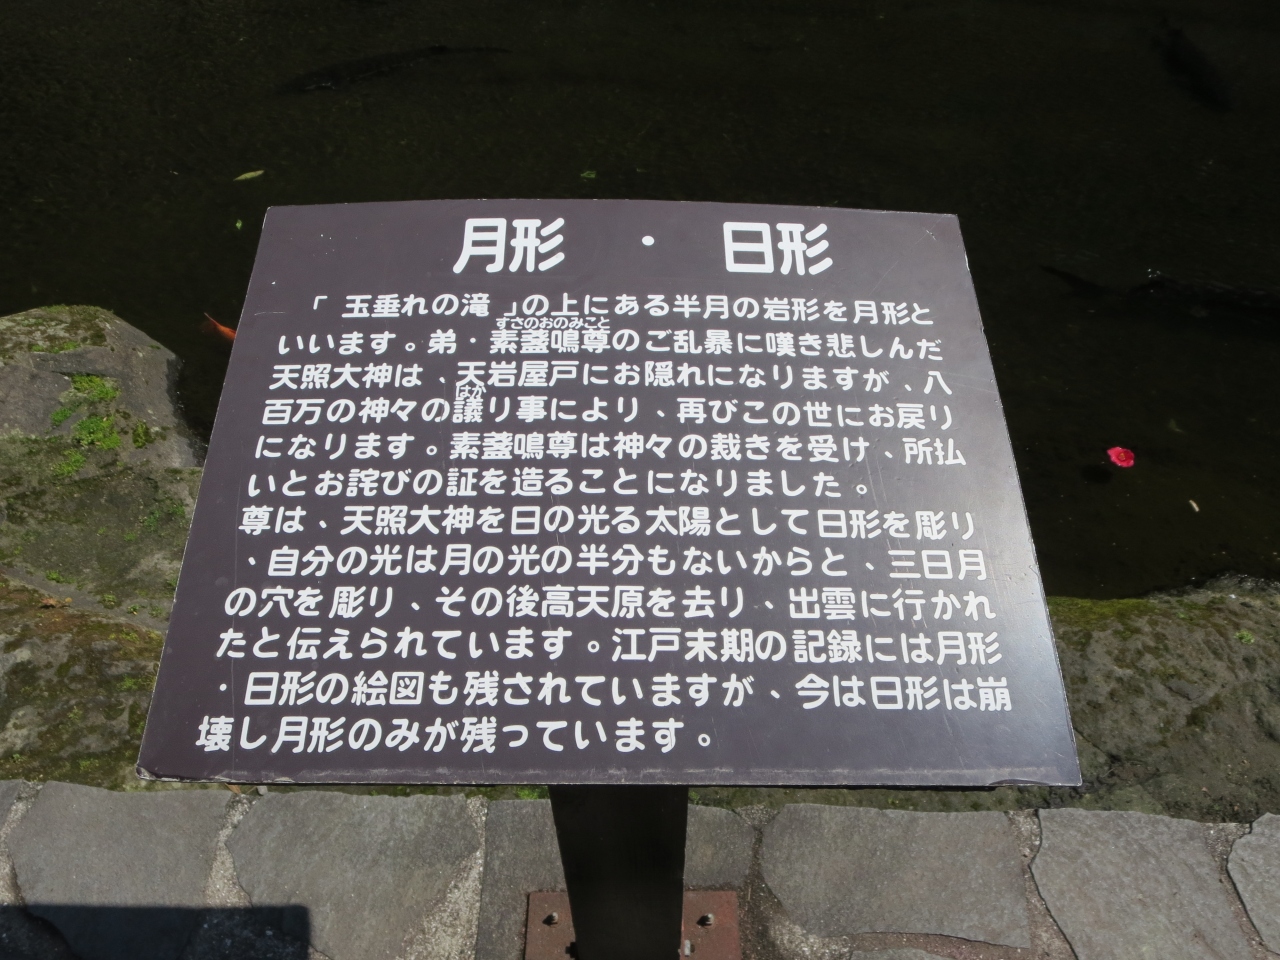 月形 ・ 日形
「 玉垂れの滝 」の上にある半月の岩形を月形と
すさのおのみこと
いいます。弟・素盞鳴尊のご乱暴に嘆き悲しんだ
天照大神は、天岩屋戸にお隠れになりますが、八
はか
百万の神々の議り事により、再びこの世にお戻り
になります。素盞鳴尊は神々の裁きを受け、所払
いとお詫びの証を造ることになりました。
尊は、天照大神を日の光る太陽として日形を彫り
、自分の光は月の光の半分もないからと、三日月
の穴を彫り、その後高天原を去り、出雲に行かれ
たと伝えられています。江戸末期の記録には月形
・日形の絵図も残されていますが、今は日形は崩
壊し月形のみが残っています。